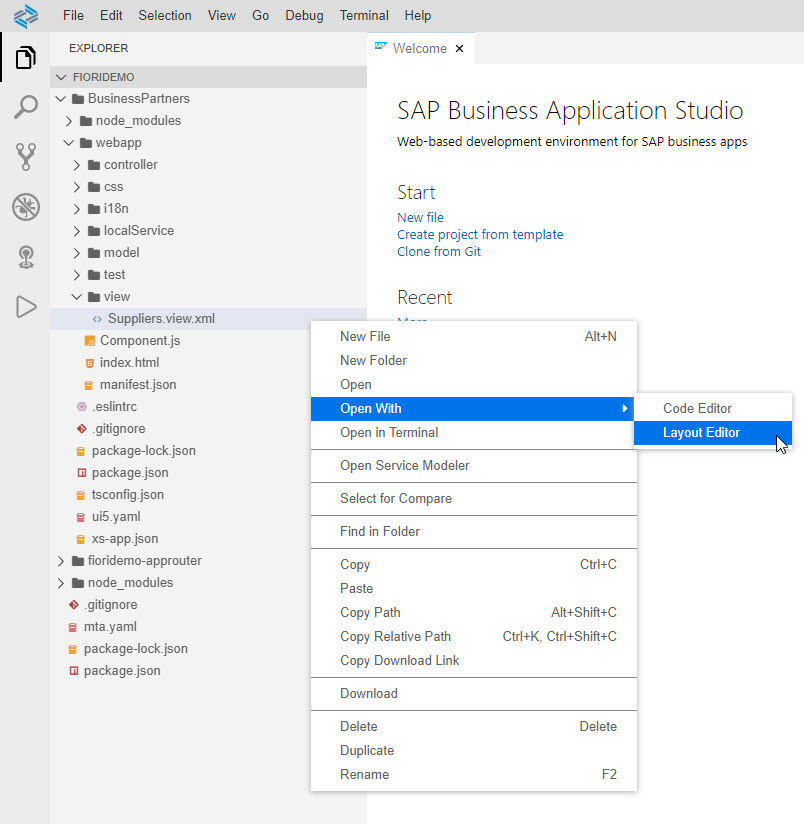 File Edit Selection View Go Debug Terminal Help
EXPLORER
FIORIDEMO
BusinessPartners
node_modules
webapp
controller
css
i18n
localService
model
test
view
Suppliers.view.xml
Component.js
index.html
manifest.json
.eslintrc
.gitignore
package-lock.json
package.json
tsconfig.json
ui5.yaml
xs-app.json
fioridemo-approuter
node_modules
.gitignore
mta.yaml
package-lock.json
package.json
SAP Welcome
SAP Business Application Studio
Web-based development environment for SAP business apps
Start
New file
Create project from template
Clone from Git
Recent
More...
New File Alt+N
New Folder
Open
Open With
Open in Terminal
Open Service Modeler
Select for Compare
Find in Folder
Copy Ctrl+C
Paste
Copy Path Alt+Shift+C
Copy Relative Path Ctrl+K, Ctrl+Shift+C
Copy Download Link
Download
Delete Delete
Duplicate
Rename F2
Code Editor
Layout Editor